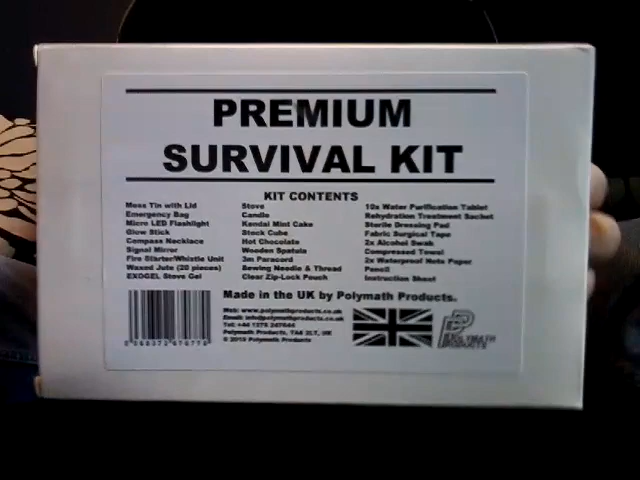 PREMIUM
SURVIVAL KIT
KIT CONTENTS
Mess Tin with Lid
Emergency Bag
Micro LED Flashlight
Glow Stick
Compass Necklace
Signal Mirror
Fire Starter/Whistle Unit
Waxed Jute (20 pieces)
EXOGEL Stove Gel
Stove
Candle
Kendal Mint Cake
Stock Cube
Hot Chocolate
Wooden Spatula
3m Paracord
Sewing Needle & Thread
Clear Zip-Lock Pouch
10x Water Purification Tablet
Rehydration Treatment Sachet
Sterile Dressing Pad
Fabric Surgical Tape
2x Alcohol Swab
Compressed Towel
2x Waterproof Note Paper
Pencil
Instruction Sheet
Made in the UK by Polymath Products.
Web: www.polymathproducts.co.uk
Email: info@polymathproducts.co.uk
Polymath Products, TA4 2LT, UK
Polymath Products
POLYMATH
PRODUCTS